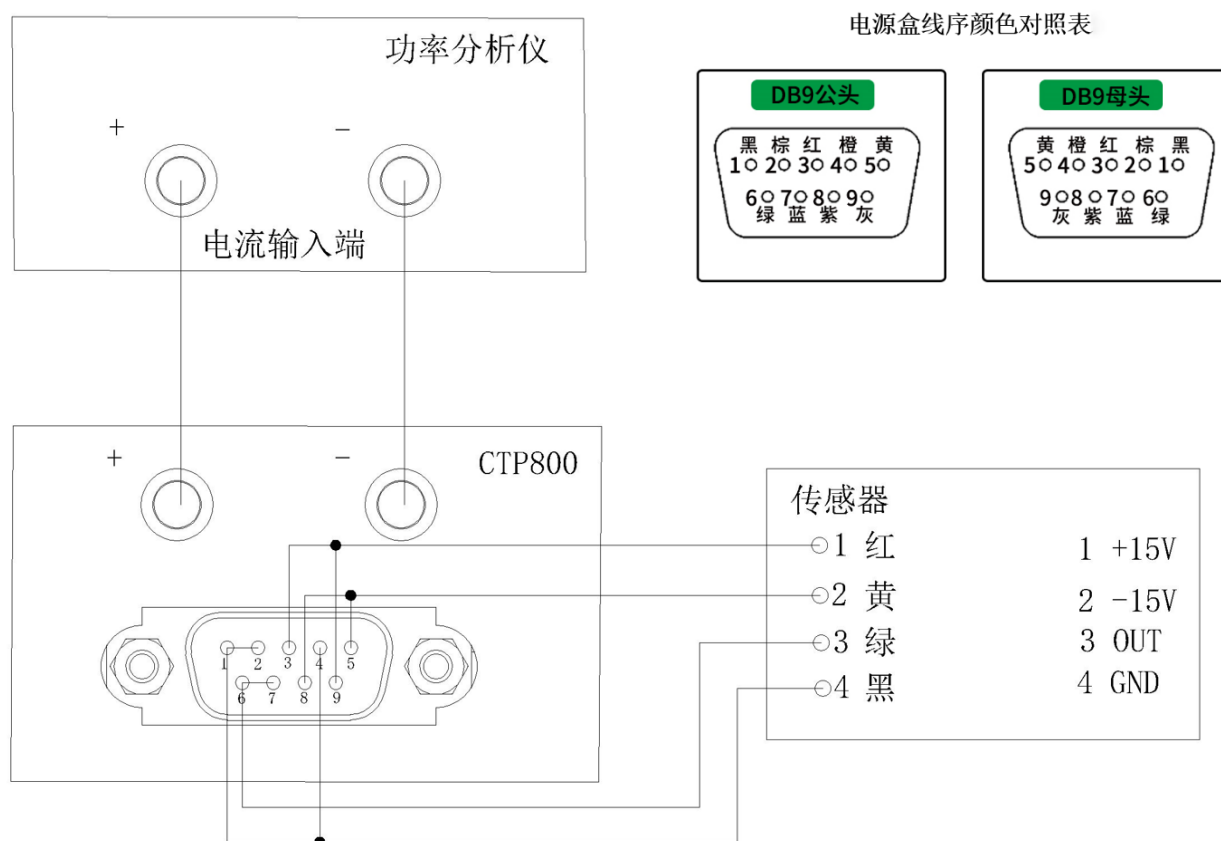 电源盒线序颜色对照表
功率分析仪
+ -
电流输入端
DB9公头
黑 棕 红 橙 黄
1 2 3 4 5
6 7 8 9
绿 蓝 紫 灰
DB9母头
黄 橙 红 棕 黑
5 4 3 2 1
9 8 7 6
灰 紫 蓝 绿
+ -
CTP800
1 2 3 4 5
6 7 8 9
传感器
1 红 1 +15V
2 黄 2 -15V
3 绿 3 OUT
4 黑 4 GND